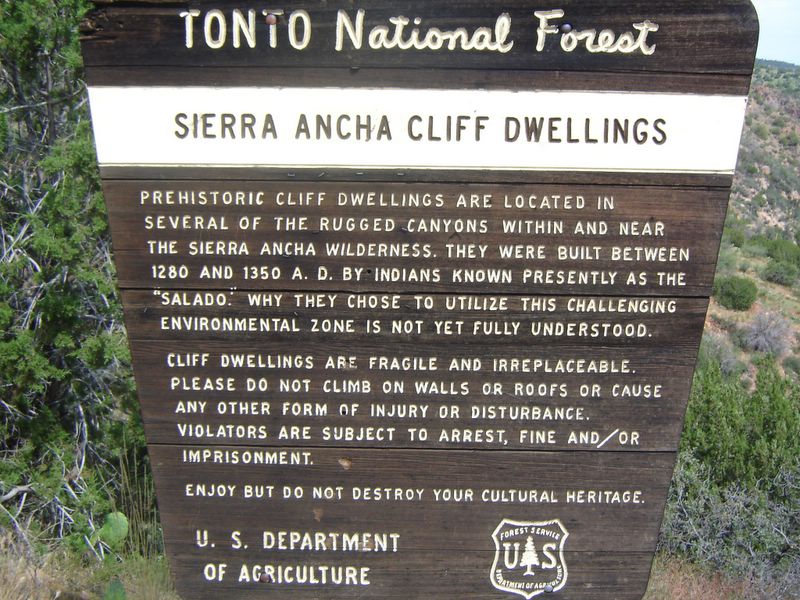 TONTO National Forest
SIERRA ANCHA CLIFF DWELLINGS
PREHISTORIC CLIFF DWELLINGS ARE LOCATED IN
SEVERAL OF THE RUGGED CANYONS WITHIN AND NEAR
THE SIERRA ANCHA WILDERNESS. THEY WERE BUILT BETWEEN
1280 AND 1350 A. D. BY INDIANS KNOWN PRESENTLY AS THE
"SALADO." WHY THEY CHOSE TO UTILIZE THIS CHALLENGING
ENVIRONMENTAL ZONE IS NOT YET FULLY UNDERSTOOD.
CLIFF DWELLINGS ARE FRAGILE AND IRREPLACEABLE.
PLEASE DO NOT CLIMB ON WALLS OR ROOFS OR CAUSE
ANY OTHER FORM OF INJURY OR DISTURBANCE.
VIOLATORS ARE SUBJECT TO ARREST, FINE AND/OR
IMPRISONMENT.
ENJOY BUT DO NOT DESTROY YOUR CULTURAL HERITAGE.
U. S. DEPARTMENT
OF AGRICULTURE
FOREST SERVICE
U S
DEPARTMENT OF AGRICULTURE